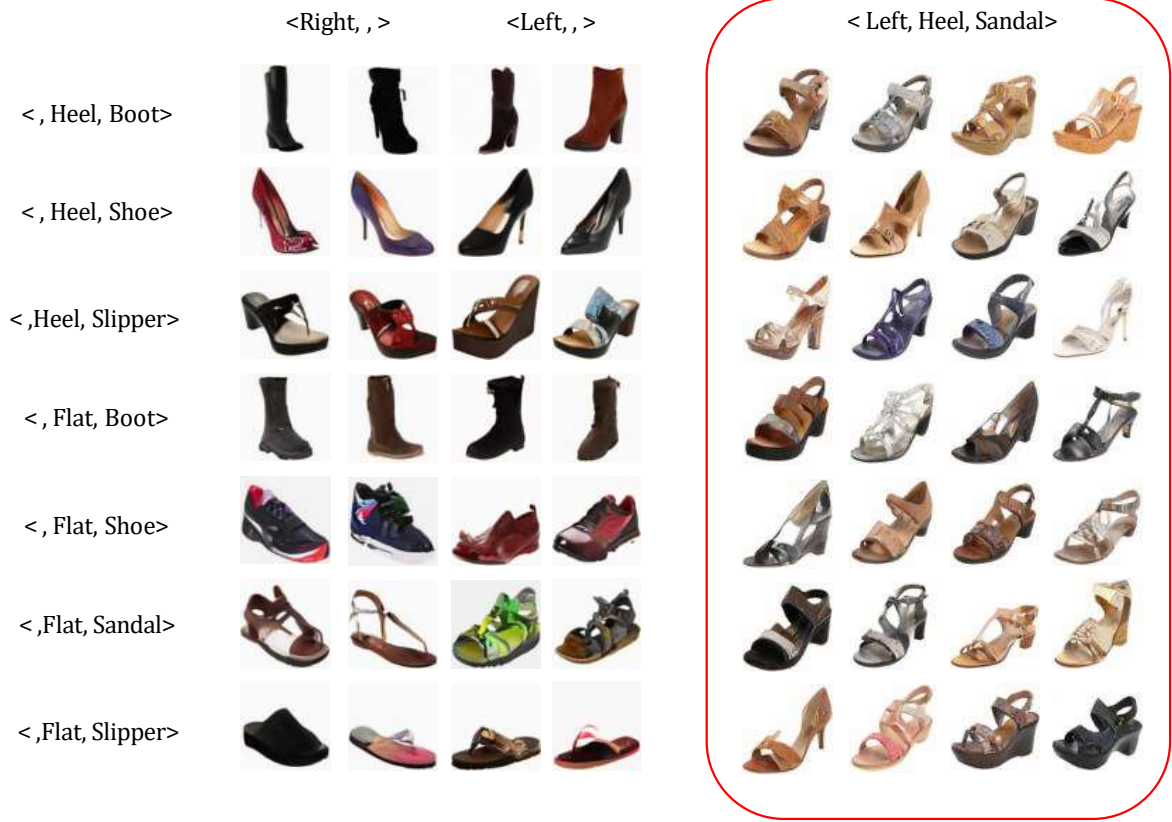 <Right, , >
<Left, , >
< Left, Heel, Sandal>
< , Heel, Boot>
< , Heel, Shoe>
< ,Heel, Slipper>
< , Flat, Boot>
< , Flat, Shoe>
< ,Flat, Sandal>
< ,Flat, Slipper>